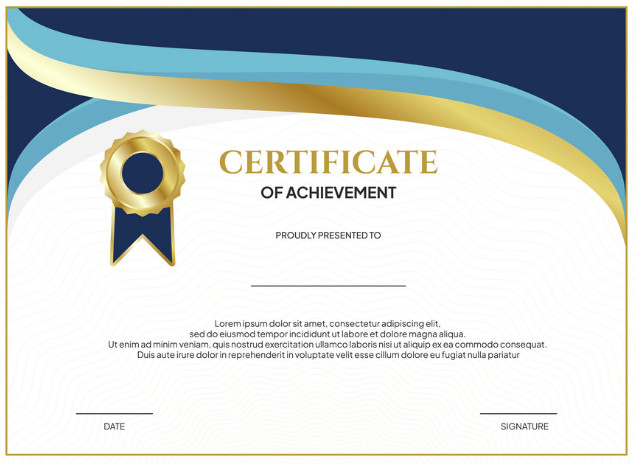 CERTIFICATE
OF ACHIEVEMENT
PROUDLY PRESENTED TO
Lorem ipsum dolor sit amet, consectetur adipiscing elit,
sed do eiusmod tempor incididunt ut labore et dolore magna aliqua.
Ut enim ad minim veniam, quis nostrud exercitation ullamco laboris nisi ut aliquip ex ea commodo consequat.
Duis aute irure dolor in reprehenderit in voluptate velit esse cillum dolore eu fugiat nulla pariatur
DATE
SIGNATURE